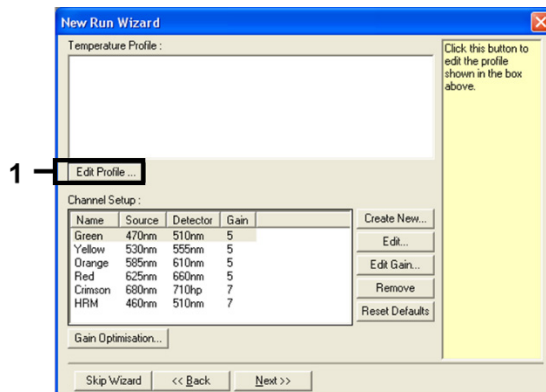 New Run Wizard
Temperature Profile :
Click this button to
edit the profile
shown in the box
above.
1
Edit Profile ...
Channel Setup :
Name Source Detector Gain
Green 470nm 510nm 5
Yellow 530nm 555nm 5
Orange 585nm 610nm 5
Red 625nm 660nm 5
Crimson 680nm 710hp 7
HRM 460nm 510nm 7
Create New...
Edit...
Edit Gain...
Remove
Reset Defaults
Gain Optimisation...
Skip Wizard << Back Next >>